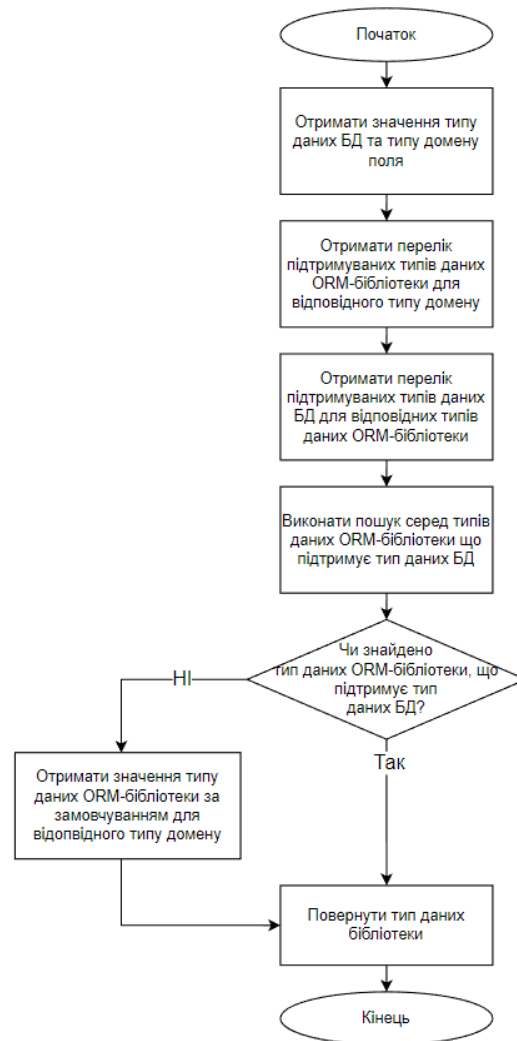 Початок
Отримати значення типу
даних БД та типу домену
поля
Отримати перелік
підтримуваних типів даних
ORM-бібліотеки для
відповідного типу домену
Отримати перелік
підтримуваних типів даних
БД для відповідних типів
даних ORM-бібліотеки
Виконати пошук серед типів
даних ORM-бібліотеки що
підтримує тип даних БД
Чи знайдено
тип даних ORM-бібліотеки, що
підтримує тип
даних БД?
НІ
Так
Отримати значення типу
даних ORM-бібліотеки за
замовчуванням для
відопвідного типу домену
Повернути тип даних
бібліотеки
Кінець